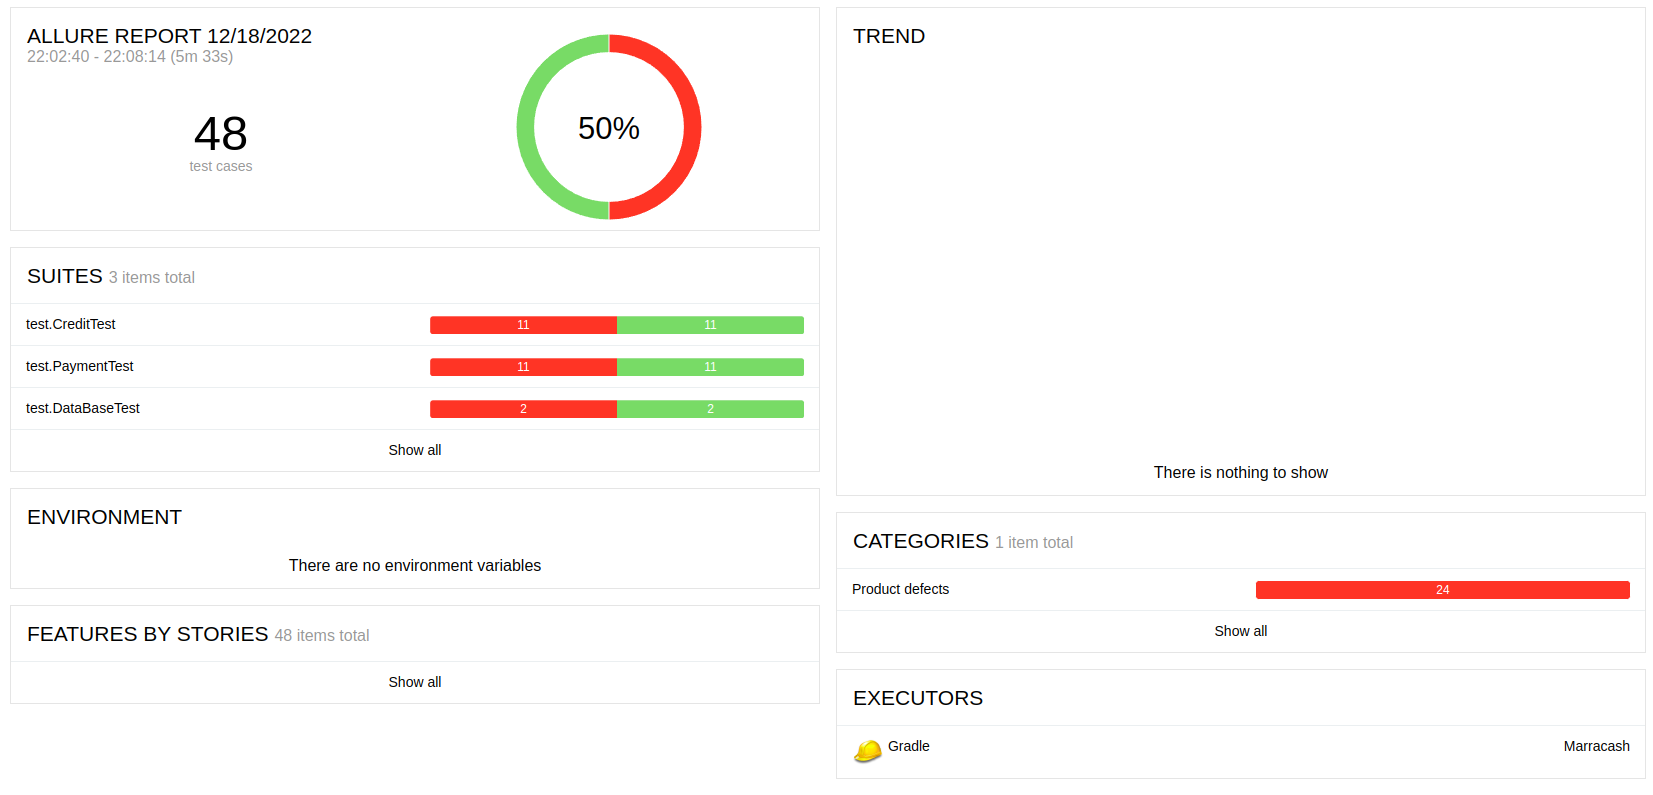 ALLURE REPORT 12/18/2022
22:02:40 - 22:08:14 (5m 33s)
48
test cases
50%
SUITES 3 items total
test.CreditTest 11 11
test.PaymentTest 11 11
test.DataBaseTest 2 2
Show all
ENVIRONMENT
There are no environment variables
FEATURES BY STORIES 48 items total
Show all
TREND
There is nothing to show
CATEGORIES 1 item total
Product defects 24
Show all
EXECUTORS
Gradle Marracash